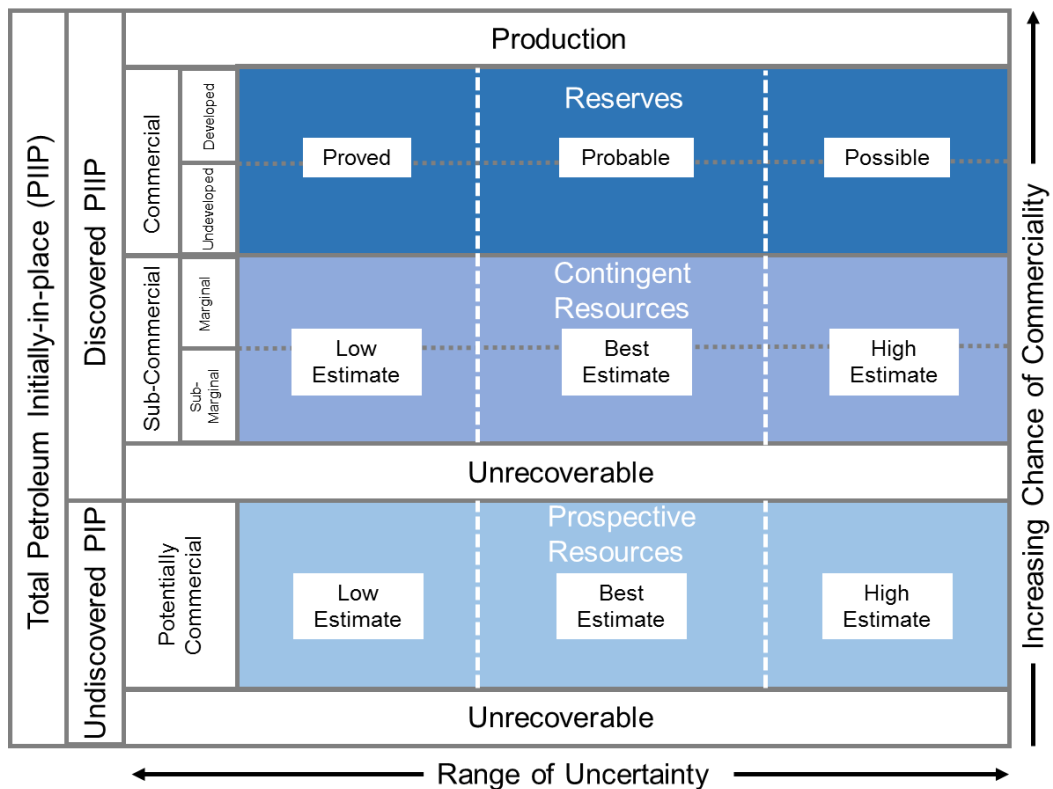 Total Petroleum Initially-in-place (PIIP)
Discovered PIIP
Undiscovered PIP
Production
Commercial
Developed
Undeveloped
Reserves
Proved
Probable
Possible
Sub-Commercial
Marginal
Sub-
Marginal
Contingent
Resources
Low
Estimate
Best
Estimate
High
Estimate
Unrecoverable
Potentially
Commercial
Prospective
Resources
Low
Estimate
Best
Estimate
High
Estimate
Unrecoverable
Range of Uncertainty
Increasing Chance of Commerciality